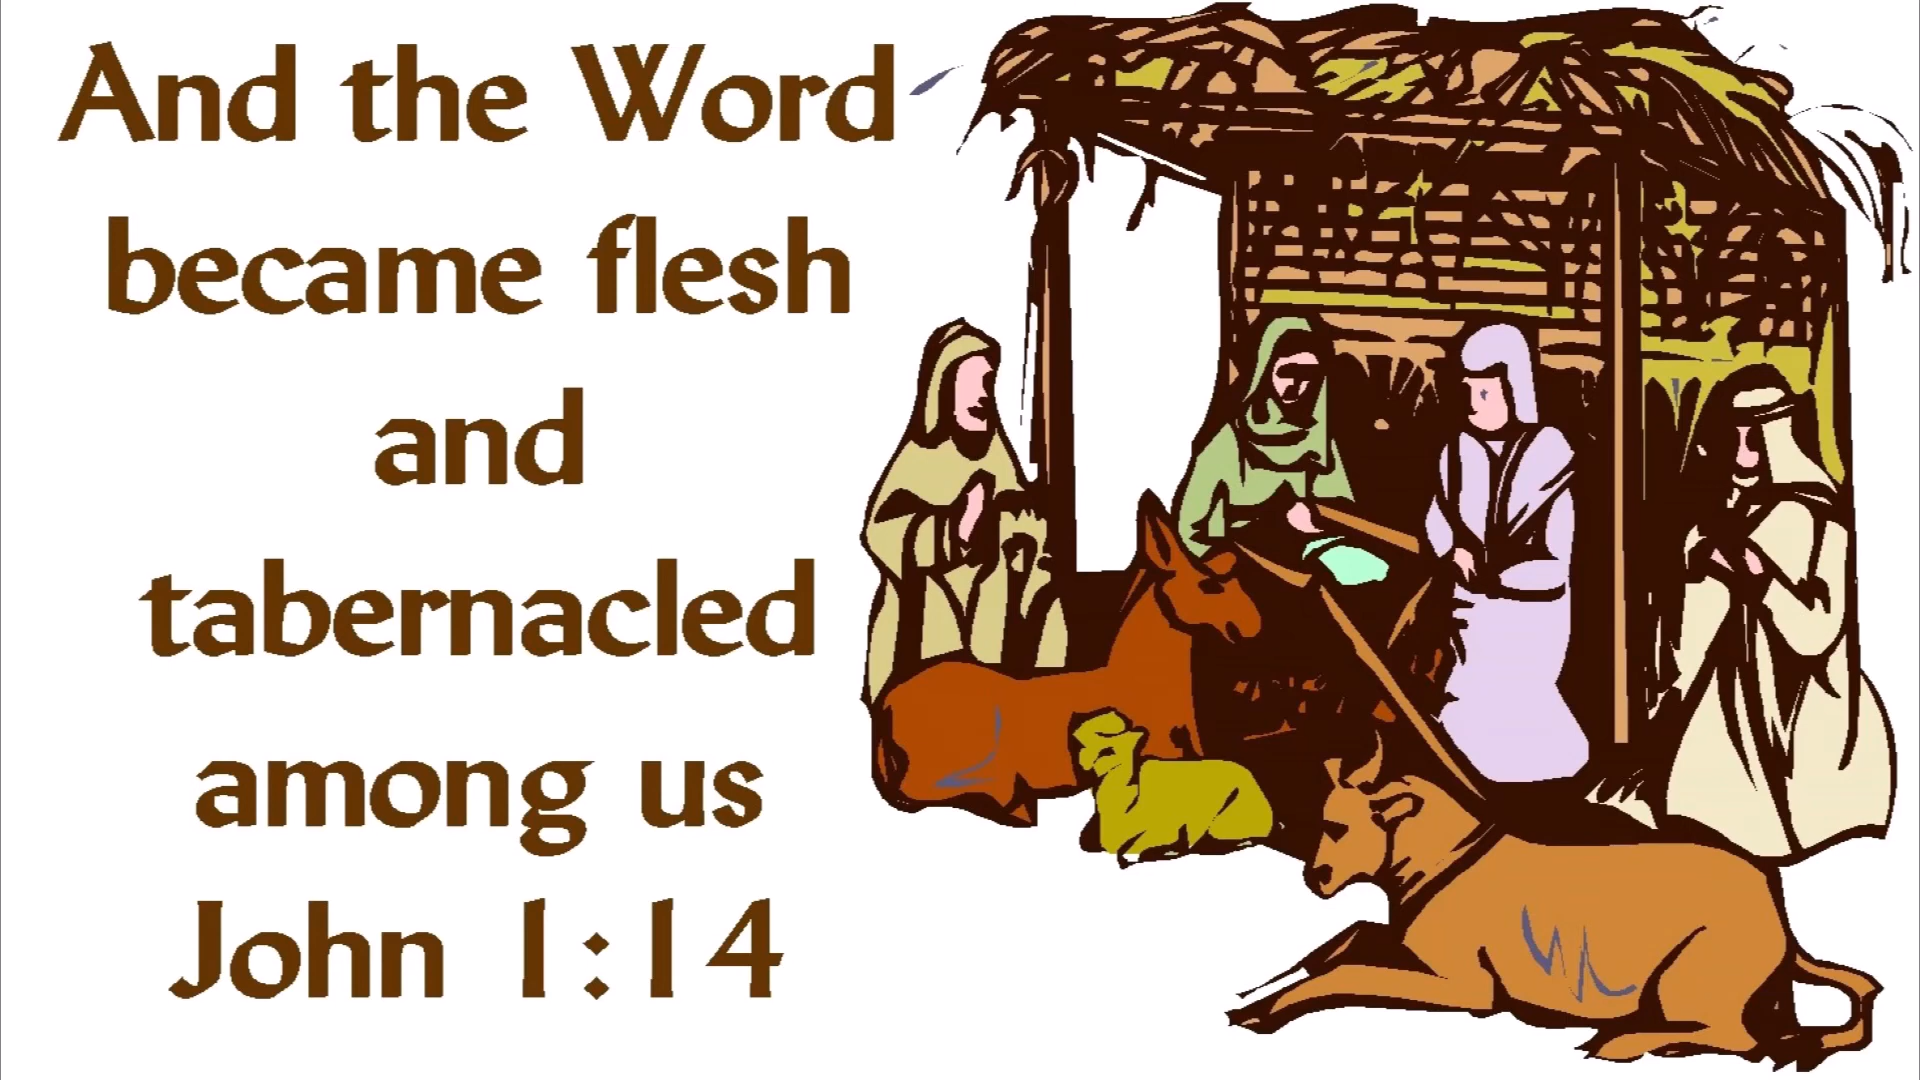 And the Word
became flesh
and
tabernacled
among us
John 1:14